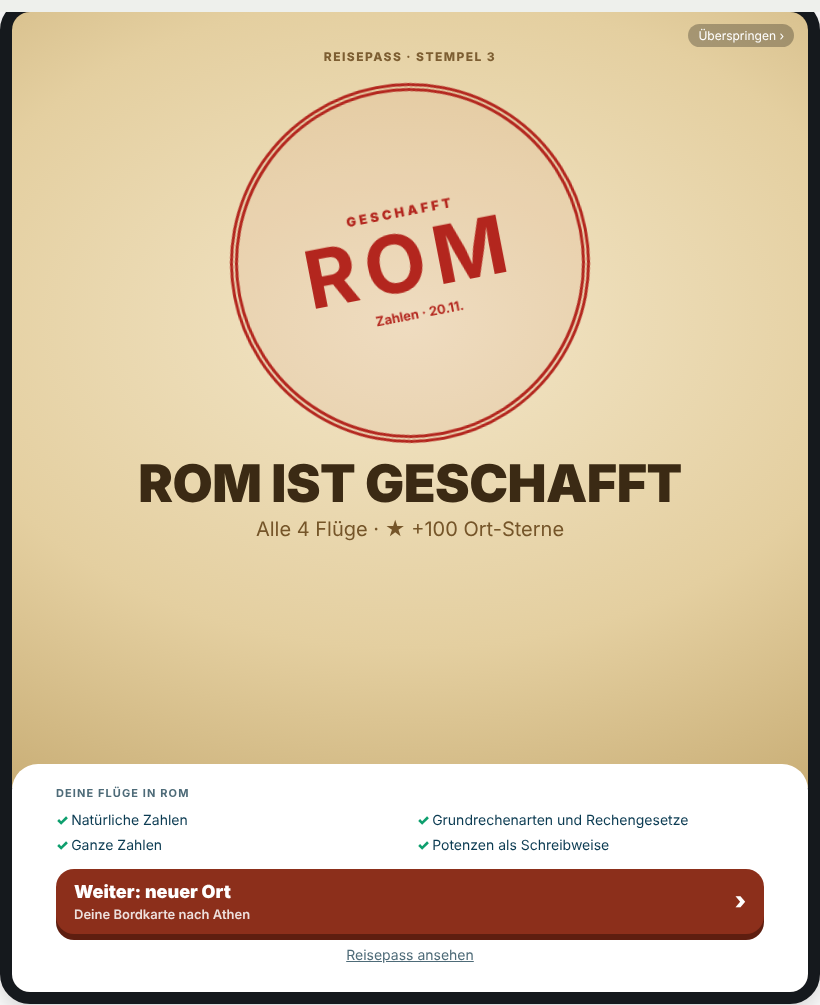 Überspringen ›
REISEPASS · STEMPEL 3
GESCHAFFT
ROM
Zahlen · 20.11.
ROM IST GESCHAFFT
Alle 4 Flüge · ★ +100 Ort-Sterne
DEINE FLÜGE IN ROM
✔ Natürliche Zahlen
✔ Grundrechenarten und Rechengesetze
✔ Ganze Zahlen
✔ Potenzen als Schreibweise
Weiter: neuer Ort
Deine Bordkarte nach Athen
›
Reisepass ansehen